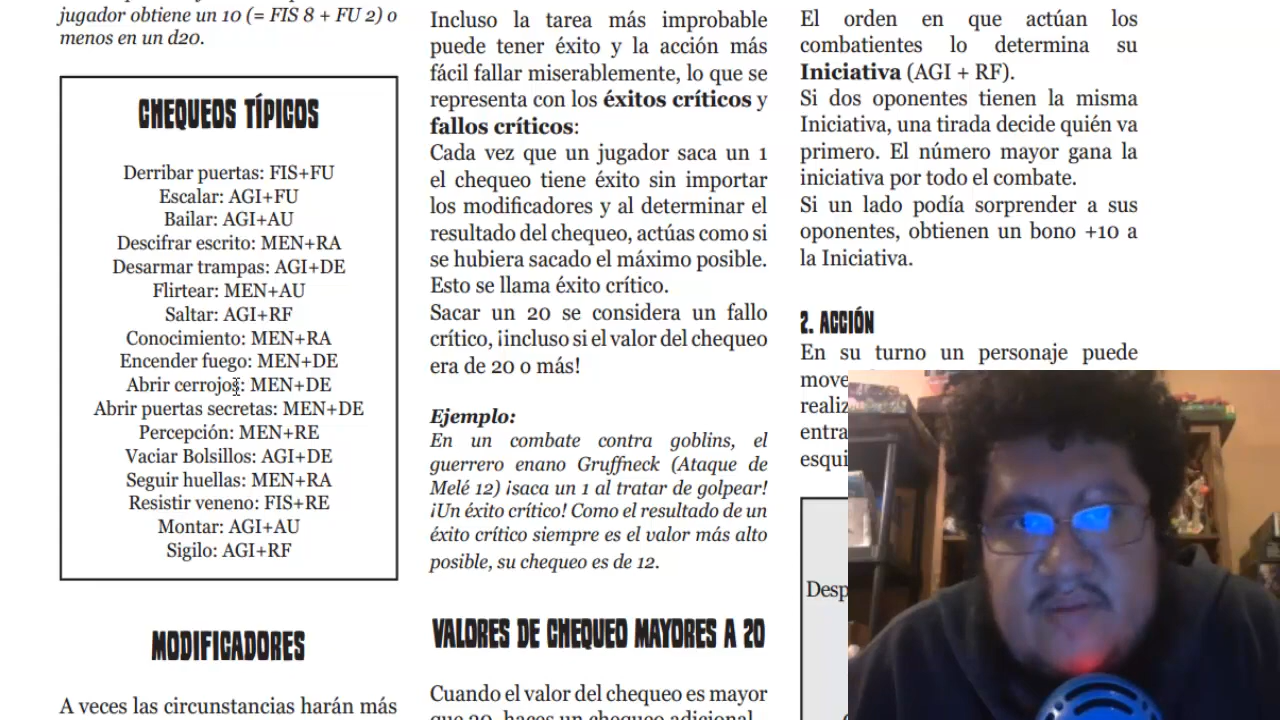 jugador obtiene un 10 (= FIS 8 + FU 2) o
menos en un d20.
CHEQUEOS TÍPICOS
Derribar puertas: FIS+FU
Escalar: AGI+FU
Bailar: AGI+AU
Descifrar escrito: MEN+RA
Desarmar trampas: AGI+DE
Flirtear: MEN+AU
Saltar: AGI+RF
Conocimiento: MEN+RA
Encender fuego: MEN+DE
Abrir cerrojos: MEN+DE
Abrir puertas secretas: MEN+DE
Percepción: MEN+RE
Vaciar Bolsillos: AGI+DE
Seguir huellas: MEN+RA
Resistir veneno: FIS+RE
Montar: AGI+AU
Sigilo: AGI+RF
MODIFICADORES
A veces las circunstancias harán más
Incluso la tarea más improbable
puede tener éxito y la acción más
fácil fallar miserablemente, lo que se
representa con los éxitos críticos y
fallos críticos:
Cada vez que un jugador saca un 1
el chequeo tiene éxito sin importar
los modificadores y al determinar el
resultado del chequeo, actúas como si
se hubiera sacado el máximo posible.
Esto se llama éxito crítico.
Sacar un 20 se considera un fallo
crítico, ¡incluso si el valor del chequeo
era de 20 o más!
Ejemplo:
En un combate contra goblins, el
guerrero enano Gruffneck (Ataque de
Melé 12) ¡saca un 1 al tratar de golpear!
¡Un éxito crítico! Como el resultado de un
éxito crítico siempre es el valor más alto
posible, su chequeo es de 12.
VALORES DE CHEQUEO MAYORES A 20
Cuando el valor del chequeo es mayor
que 20, haces un chequeo adicional
El orden en que actúan los
combatientes lo determina su
Iniciativa (AGI + RF).
Si dos oponentes tienen la misma
Iniciativa, una tirada decide quién va
primero. El número mayor gana la
iniciativa por todo el combate.
Si un lado podía sorprender a sus
oponentes, obtienen un bono +10 a
la Iniciativa.
2. ACCIÓN
En su turno un personaje puede
move
realiz
entra
esqui
Desp